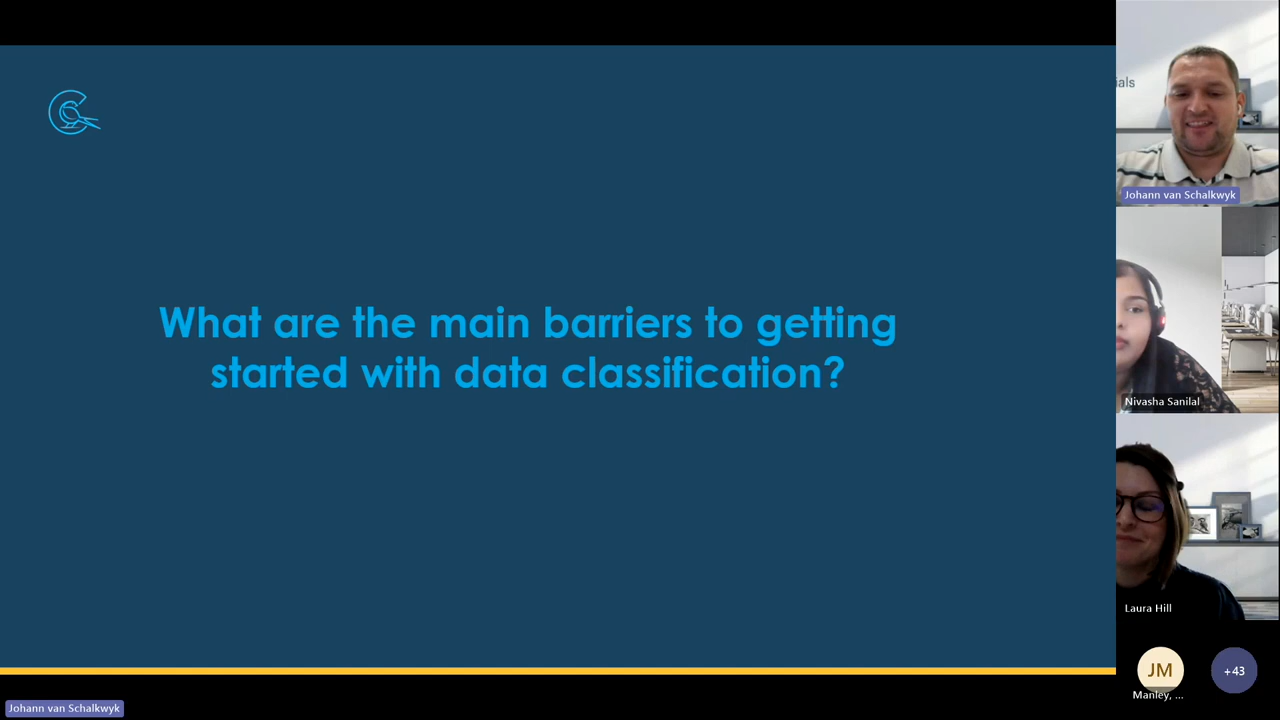 ials
Johann van Schalkwyk
What are the main barriers to getting
started with data classification?
Nivasha Sanilal
Laura Hill
JM
+43
Manley, ...
Johann van Schalkwyk